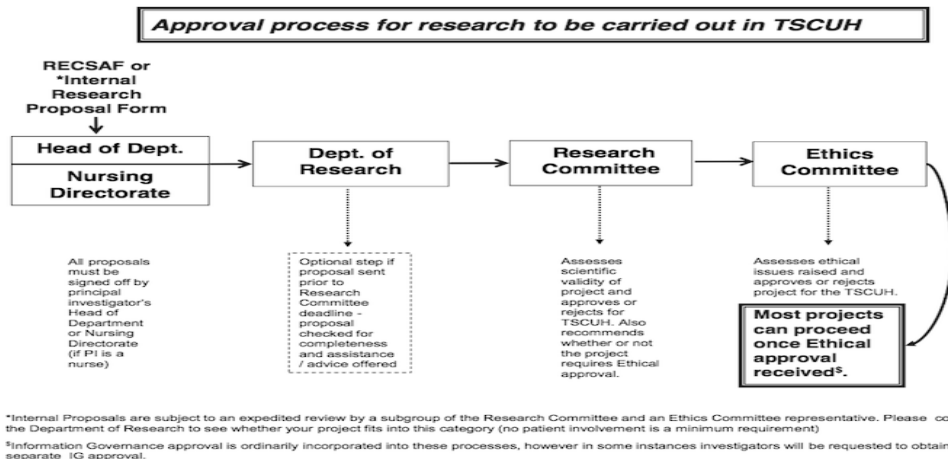 Approval process for research to be carried out in TSCUH
RECSAF or
*Internal
Research
Proposal Form
Head of Dept.
Nursing
Directorate
Dept. of
Research
Research
Committee
Ethics
Committee
All proposals
must be
signed off by
principal
investigator's
Head of
Department
or Nursing
Directorate
(if PI is a
nurse)
Optional step if
proposal sent
prior to
Research
Committee
deadline -
proposal
checked for
completeness
and assistance
/ advice offered
Assesses
scientific
validity of
project and
approves or
rejects for
TSCUH. Also
recommends
whether or not
the project
requires Ethical
approval.
Assesses ethical
issues raised and
approves or rejects
project for the TSCUH.
Most projects
can proceed
once Ethical
approval
received$.
*Internal Proposals are subject to an expedited review by a subgroup of the Research Committee and an Ethics Committee representative. Please
the Department of Research to see whether your project fits into this category (no patient involvement is a minimum requirement)
$Information Governance approval is ordinarily incorporated into these processes, however in some instances investigators will be requested to obtain
separate IG approval.